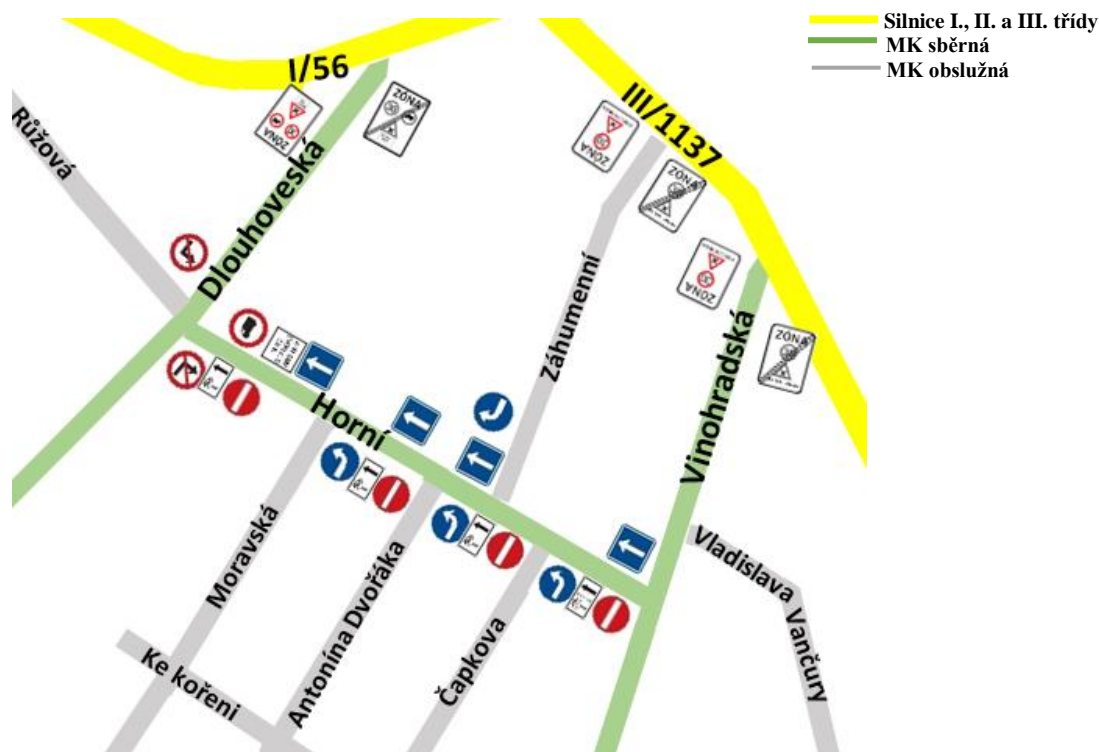 Silnice I., II. a III. třídy
MK sběrná
MK obslužná
I/56
III/1137
Růžová
ZÓNA
ZÓNA
ZÓNA
ZÓNA
ZÓNA
ZÓNA
Dlouhoveská
Záhumenní
Vinohradská
Horní
Moravská
Antonína Dvořáka
Čapkova
Vladislava Vančury
Ke kořeni